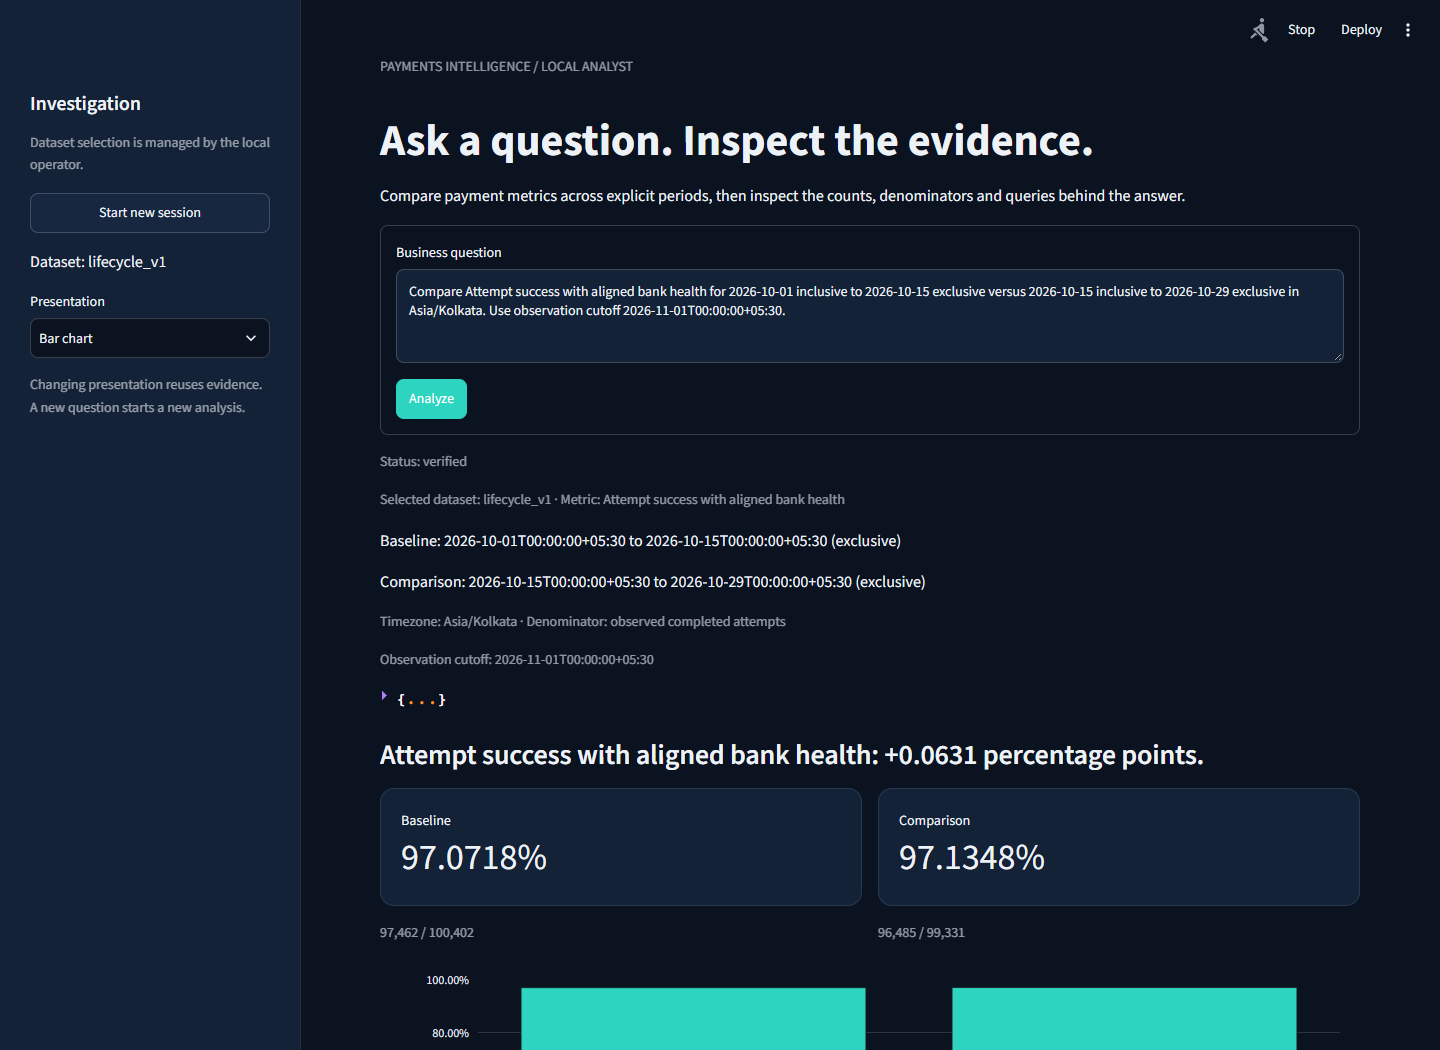 Stop
Deploy
PAYMENTS INTELLIGENCE / LOCAL ANALYST
Investigation
Dataset selection is managed by the local
operator.
Start new session
Dataset: lifecycle_v1
Presentation
Bar chart
Changing presentation reuses evidence.
A new question starts a new analysis.
Ask a question. Inspect the evidence.
Compare payment metrics across explicit periods, then inspect the counts, denominators and queries behind the answer.
Business question
Compare Attempt success with aligned bank health for 2026-10-01 inclusive to 2026-10-15 exclusive versus 2026-10-15 inclusive to 2026-10-29 exclusive in
Asia/Kolkata. Use observation cutoff 2026-11-01T00:00:00+05:30.
Analyze
Status: verified
Selected dataset: lifecycle_v1 · Metric: Attempt success with aligned bank health
Baseline: 2026-10-01T00:00:00+05:30 to 2026-10-15T00:00:00+05:30 (exclusive)
Comparison: 2026-10-15T00:00:00+05:30 to 2026-10-29T00:00:00+05:30 (exclusive)
Timezone: Asia/Kolkata · Denominator: observed completed attempts
Observation cutoff: 2026-11-01T00:00:00+05:30
{...}
Attempt success with aligned bank health: +0.0631 percentage points.
Baseline
97.0718%
97,462 / 100,402
Comparison
97.1348%
96,485 / 99,331
100.00%
80.00%